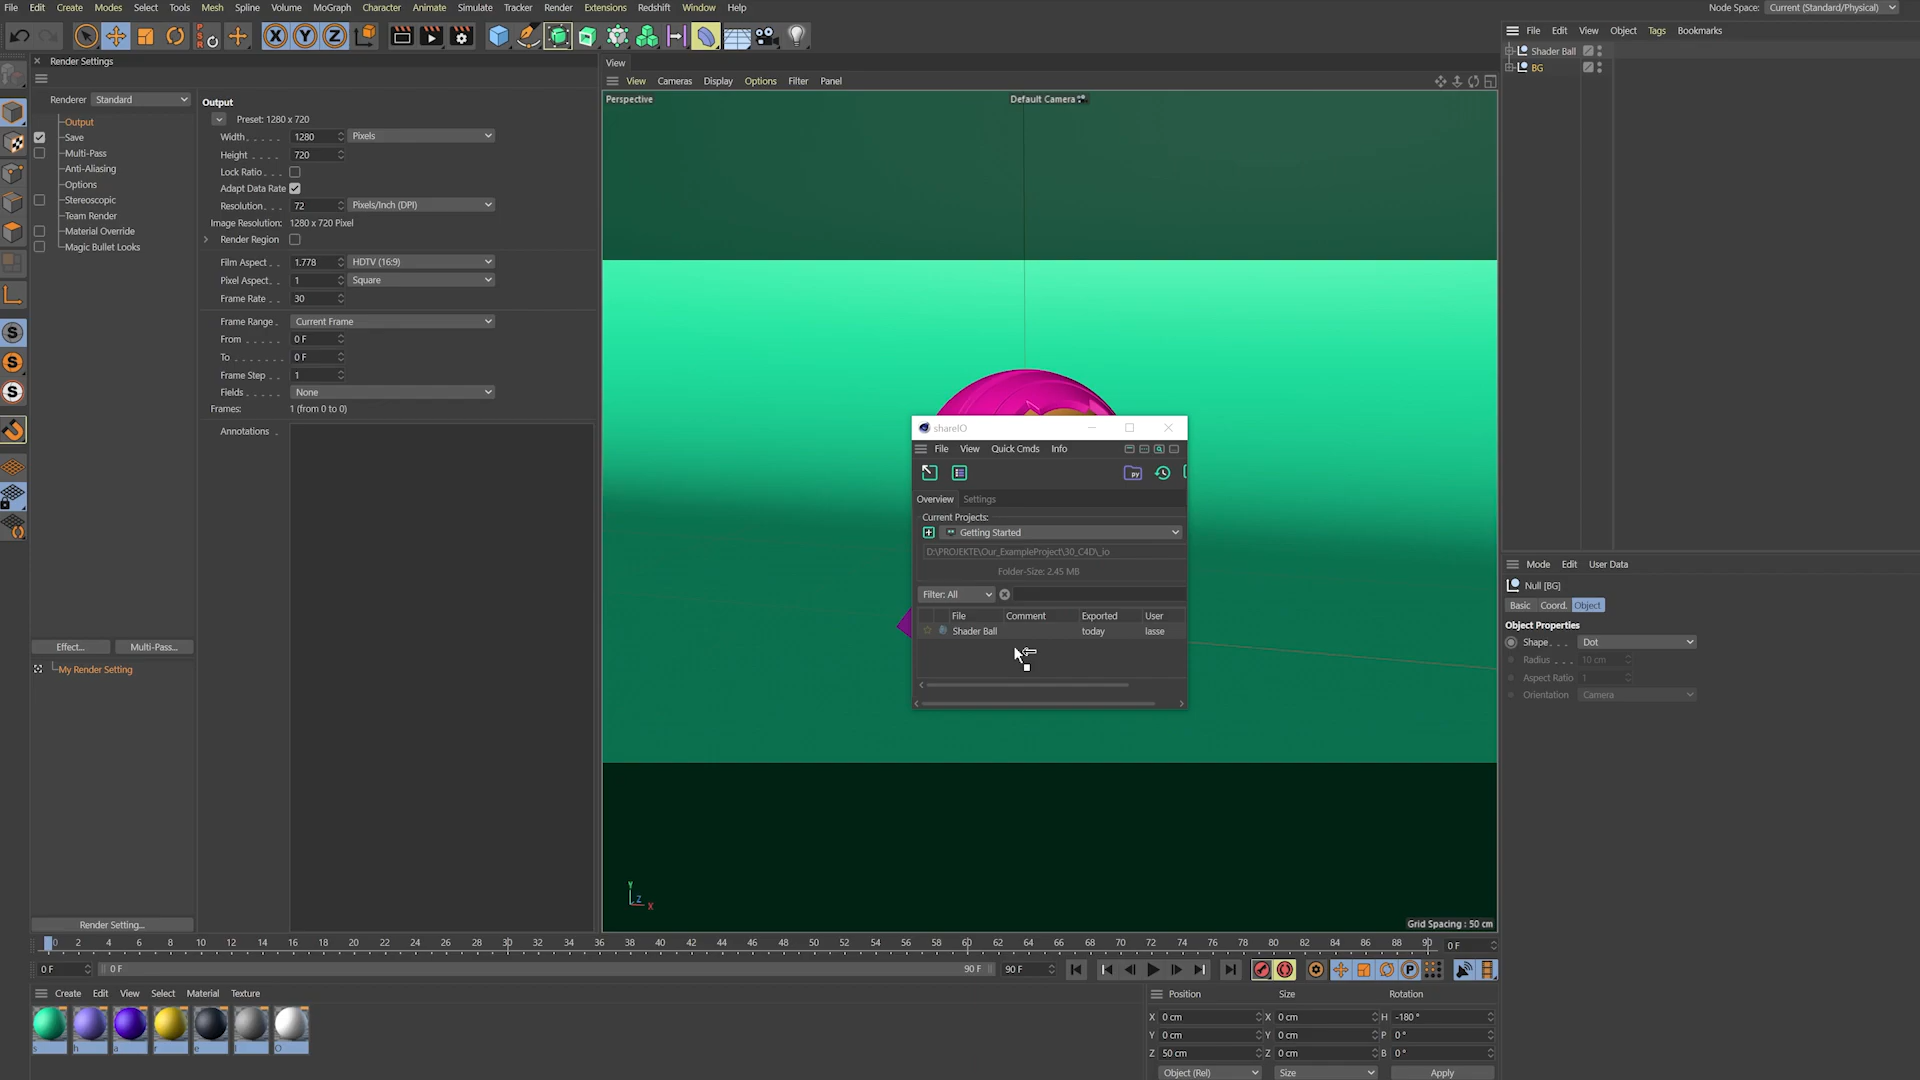 File Edit Create Modes Select Tools Mesh Spline Volume MoGraph Character Animate Simulate Tracker Render Extensions Redshift Window Help
Node Space: Current (Standard/Physical)
Render Settings
Renderer Standard
Output
Save
Multi-Pass
Anti-Aliasing
Options
Stereoscopic
Team Render
Material Override
Magic Bullet Looks
Effect... Multi-Pass...
My Render Setting
Render Setting...
Output
Preset: 1280 x 720
Width 1280 Pixels
Height 720
Lock Ratio
Adapt Data Rate
Resolution 72 Pixels/Inch (DPI)
Image Resolution: 1280 x 720 Pixel
Render Region
Film Aspect 1.778 HDTV (16:9)
Pixel Aspect 1 Square
Frame Rate 30
Frame Range Current Frame
From 0 F
To 0 F
Frame Step 1
Fields None
Frames: 1 (from 0 to 0)
Annotations
View
View Cameras Display Options Filter Panel
Perspective
Default Camera
shareIO
File View Quick Cmds Info
PY
Overview Settings
Current Projects:
Getting Started
D:\PROJEKTE\Our_ExampleProject\30_C4D\_io
Folder-Size: 2,45 MB
Filter: All
File Comment Exported User
Shader Ball today lasse
Y
Z
X
Grid Spacing : 50 cm
File Edit View Object Tags Bookmarks
Shader Ball
BG
Mode Edit User Data
Null [BG]
Basic Coord. Object
Object Properties
Shape Dot
Radius 10 cm
Aspect Ratio 1
Orientation Camera
0 2 4 6 8 10 12 14 16 18 20 22 24 26 28 30 32 34 36 38 40 42 44 46 48 50 52 54 56 58 60 62 64 66 68 70 72 74 76 78 80 82 84 86 88 90 0 F
0 F 0 F 90 F 90 F
Create Edit View Select Material Texture
s h a r e I O
Position Size Rotation
X 0 cm X 0 cm H -180 °
Y 0 cm Y 0 cm P 0 °
Z 50 cm Z 0 cm B 0 °
Object (Rel) Size Apply